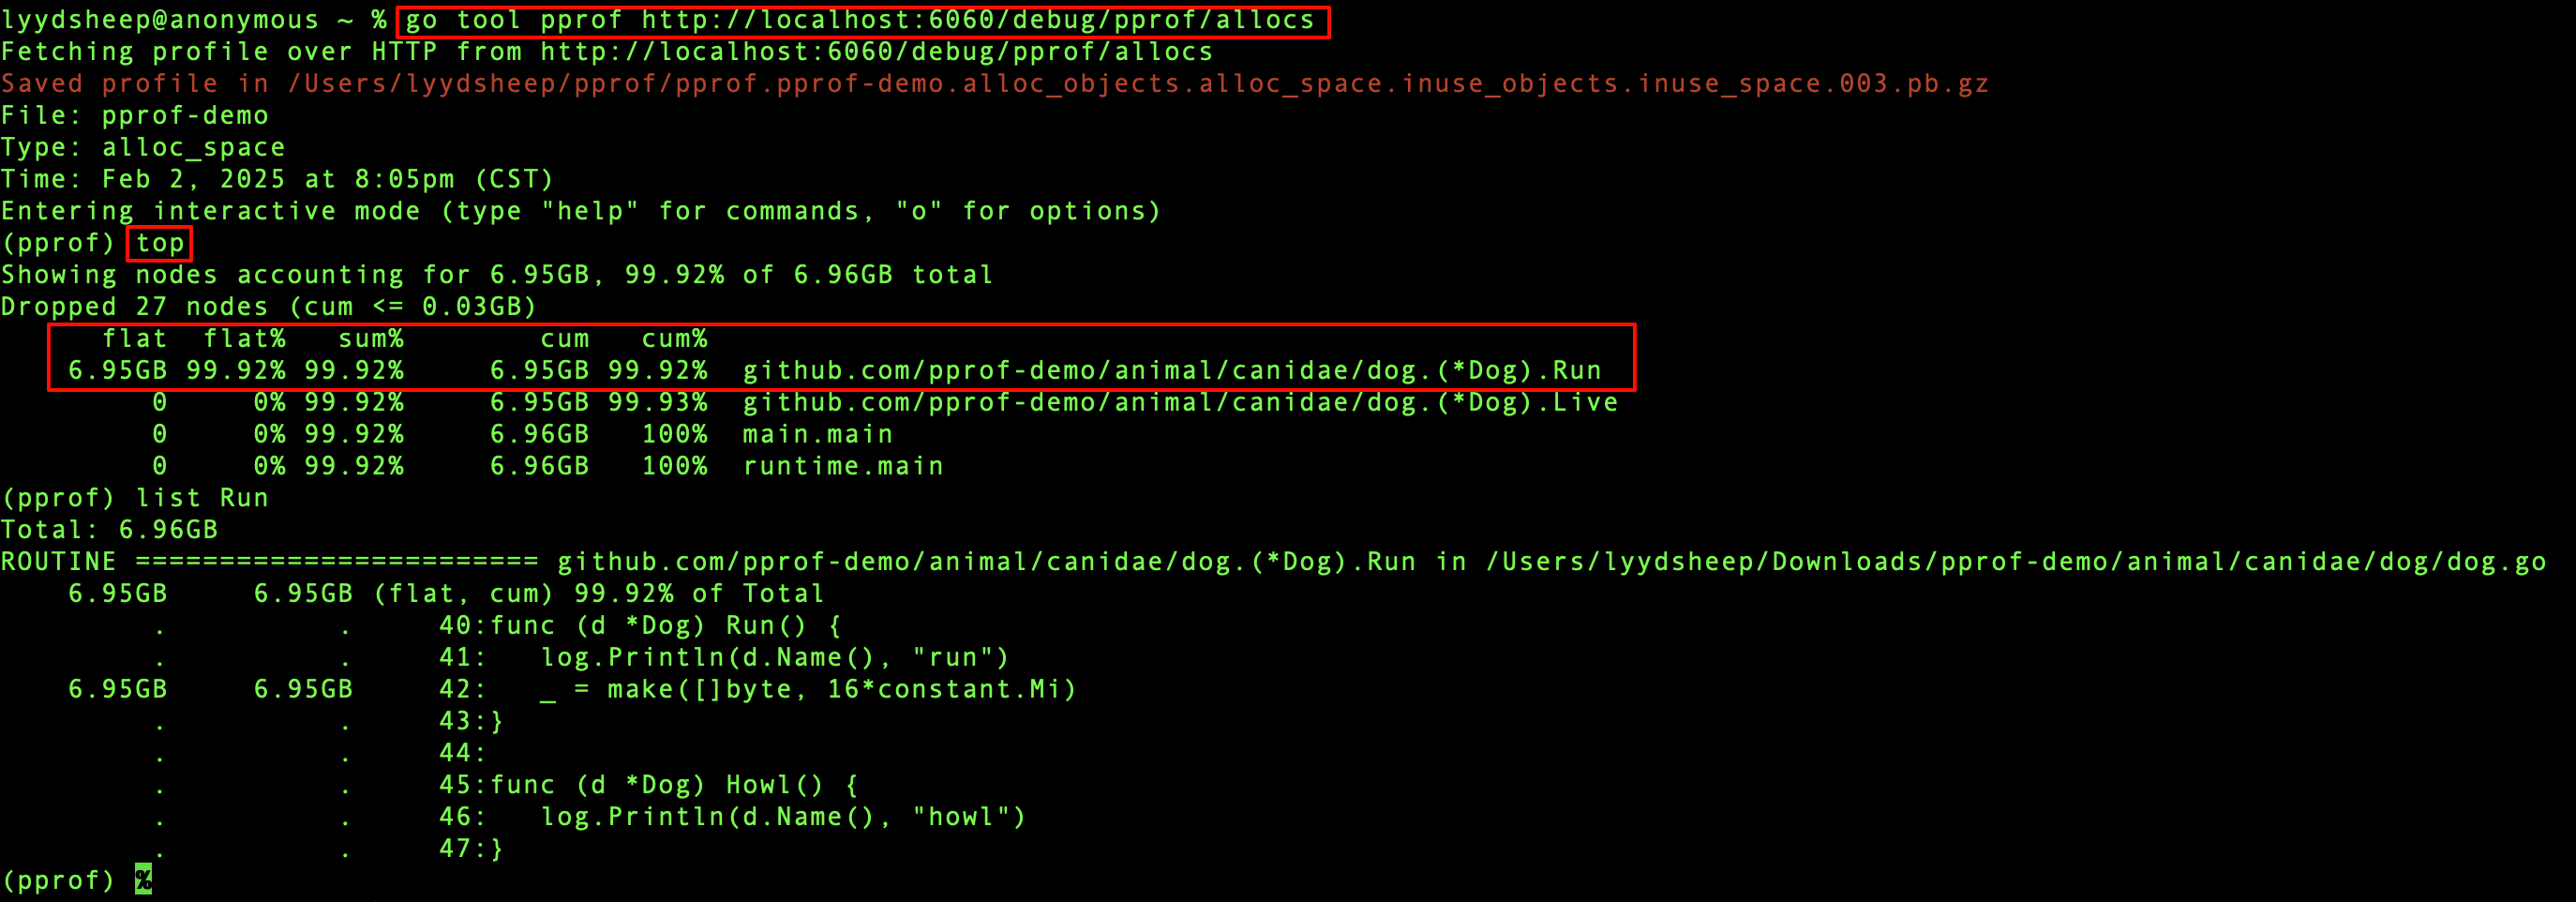 lyydsheep@anonymous ~ % go tool pprof http://localhost:6060/debug/pprof/allocs
Fetching profile over HTTP from http://localhost:6060/debug/pprof/allocs
Saved profile in /Users/lyydsheep/pprof/pprof.pprof-demo.alloc_objects.alloc_space.inuse_objects.inuse_space.003.pb.gz
File: pprof-demo
Type: alloc_space
Time: Feb 2, 2025 at 8:05pm (CST)
Entering interactive mode (type "help" for commands, "o" for options)
(pprof) top
Showing nodes accounting for 6.95GB, 99.92% of 6.96GB total
Dropped 27 nodes (cum <= 0.03GB)
      flat  flat%   sum%        cum   cum%
    6.95GB 99.92% 99.92%     6.95GB 99.92%  github.com/pprof-demo/animal/canidae/dog.(*Dog).Run
         0     0% 99.92%     6.95GB 99.93%  github.com/pprof-demo/animal/canidae/dog.(*Dog).Live
         0     0% 99.92%     6.96GB   100%  main.main
         0     0% 99.92%     6.96GB   100%  runtime.main
(pprof) list Run
Total: 6.96GB
ROUTINE ======================== github.com/pprof-demo/animal/canidae/dog.(*Dog).Run in /Users/lyydsheep/Downloads/pprof-demo/animal/canidae/dog/dog.go
    6.95GB     6.95GB (flat, cum) 99.92% of Total
         .          .     40:func (d *Dog) Run() {
         .          .     41:   log.Println(d.Name(), "run")
    6.95GB     6.95GB     42:   _ = make([]byte, 16*constant.Mi)
         .          .     43:}
         .          .     44:
         .          .     45:func (d *Dog) Howl() {
         .          .     46:   log.Println(d.Name(), "howl")
         .          .     47:}
(pprof) %